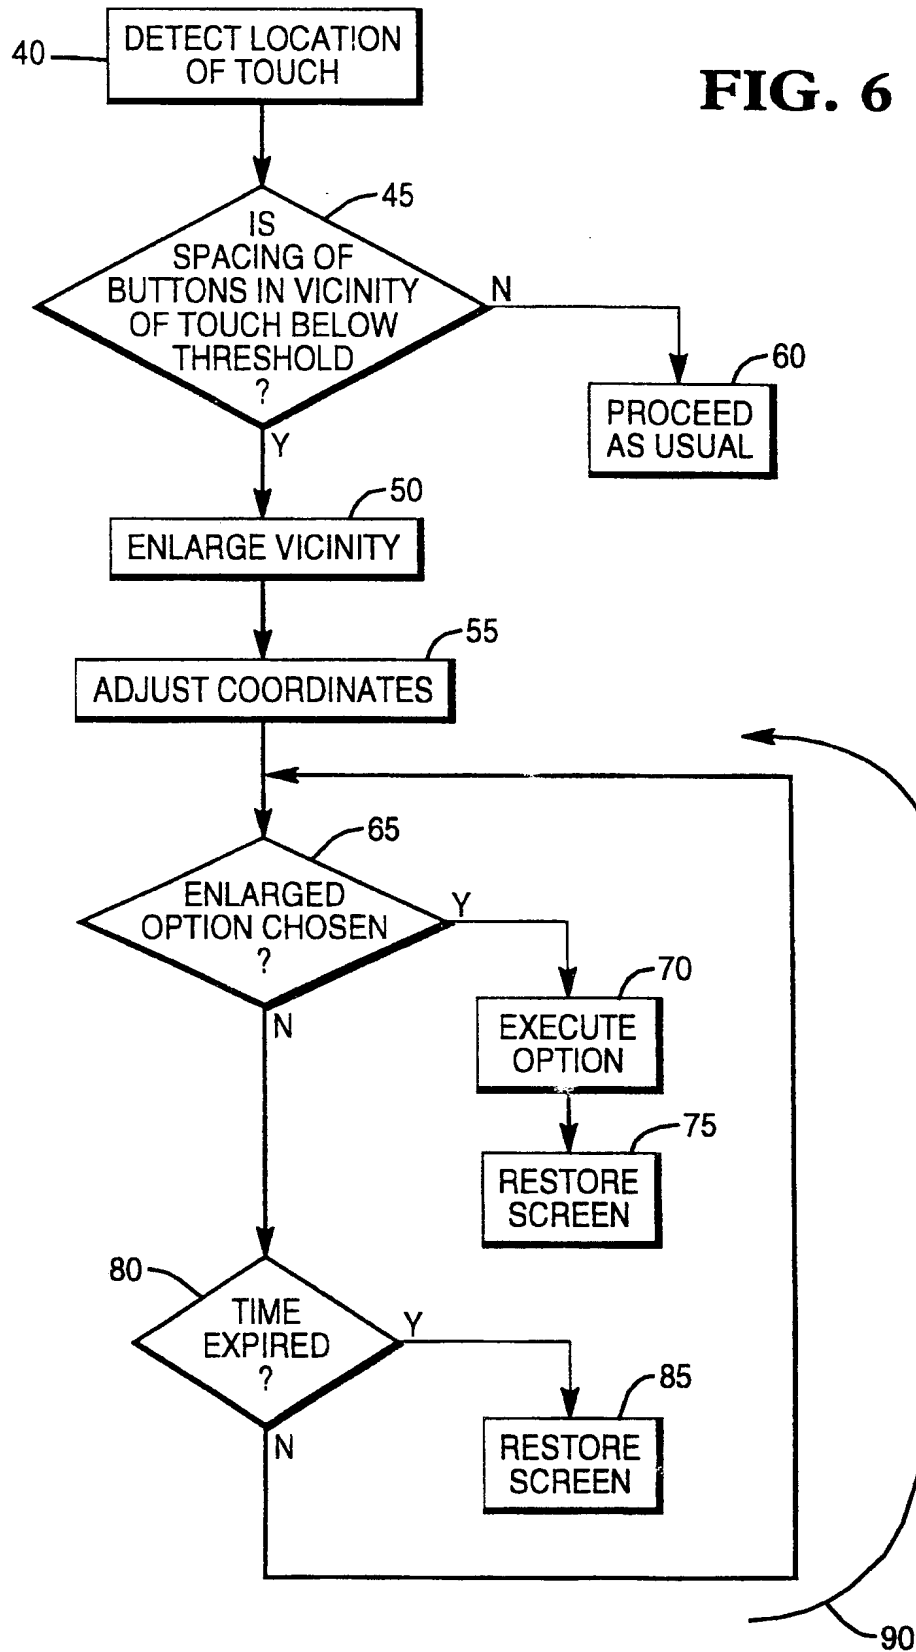 DETECT LOCATION
OF TOUCH
40
FIG. 6
45
IS
SPACING OF
BUTTONS IN VICINITY
OF TOUCH BELOW
THRESHOLD
?
N
Y
60
PROCEED
AS USUAL
50
ENLARGE VICINITY
55
ADJUST COORDINATES
65
ENLARGED
OPTION CHOSEN
?
Y
N
70
EXECUTE
OPTION
75
RESTORE
SCREEN
80
TIME
EXPIRED
?
Y
N
85
RESTORE
SCREEN
90